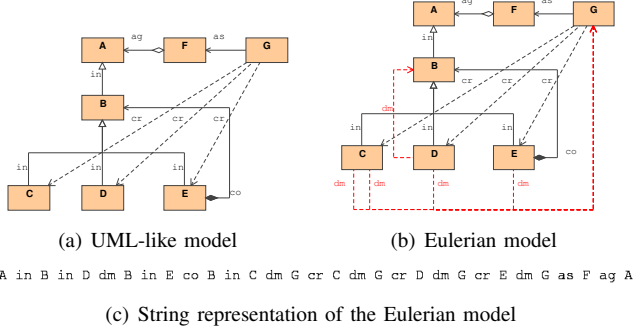 A
ag
F
as
G
in
B
cr
cr
cr
in
in
in
C
D
E
co
A
ag
F
as
G
in
B
cr
cr
cr
dm
in
in
in
C
D
E
co
dm
dm
dm
dm
(a) UML-like model
(b) Eulerian model
A in B in D dm B in E co B in C dm G cr C dm G cr D dm G cr E dm G as F ag A
(c) String representation of the Eulerian model